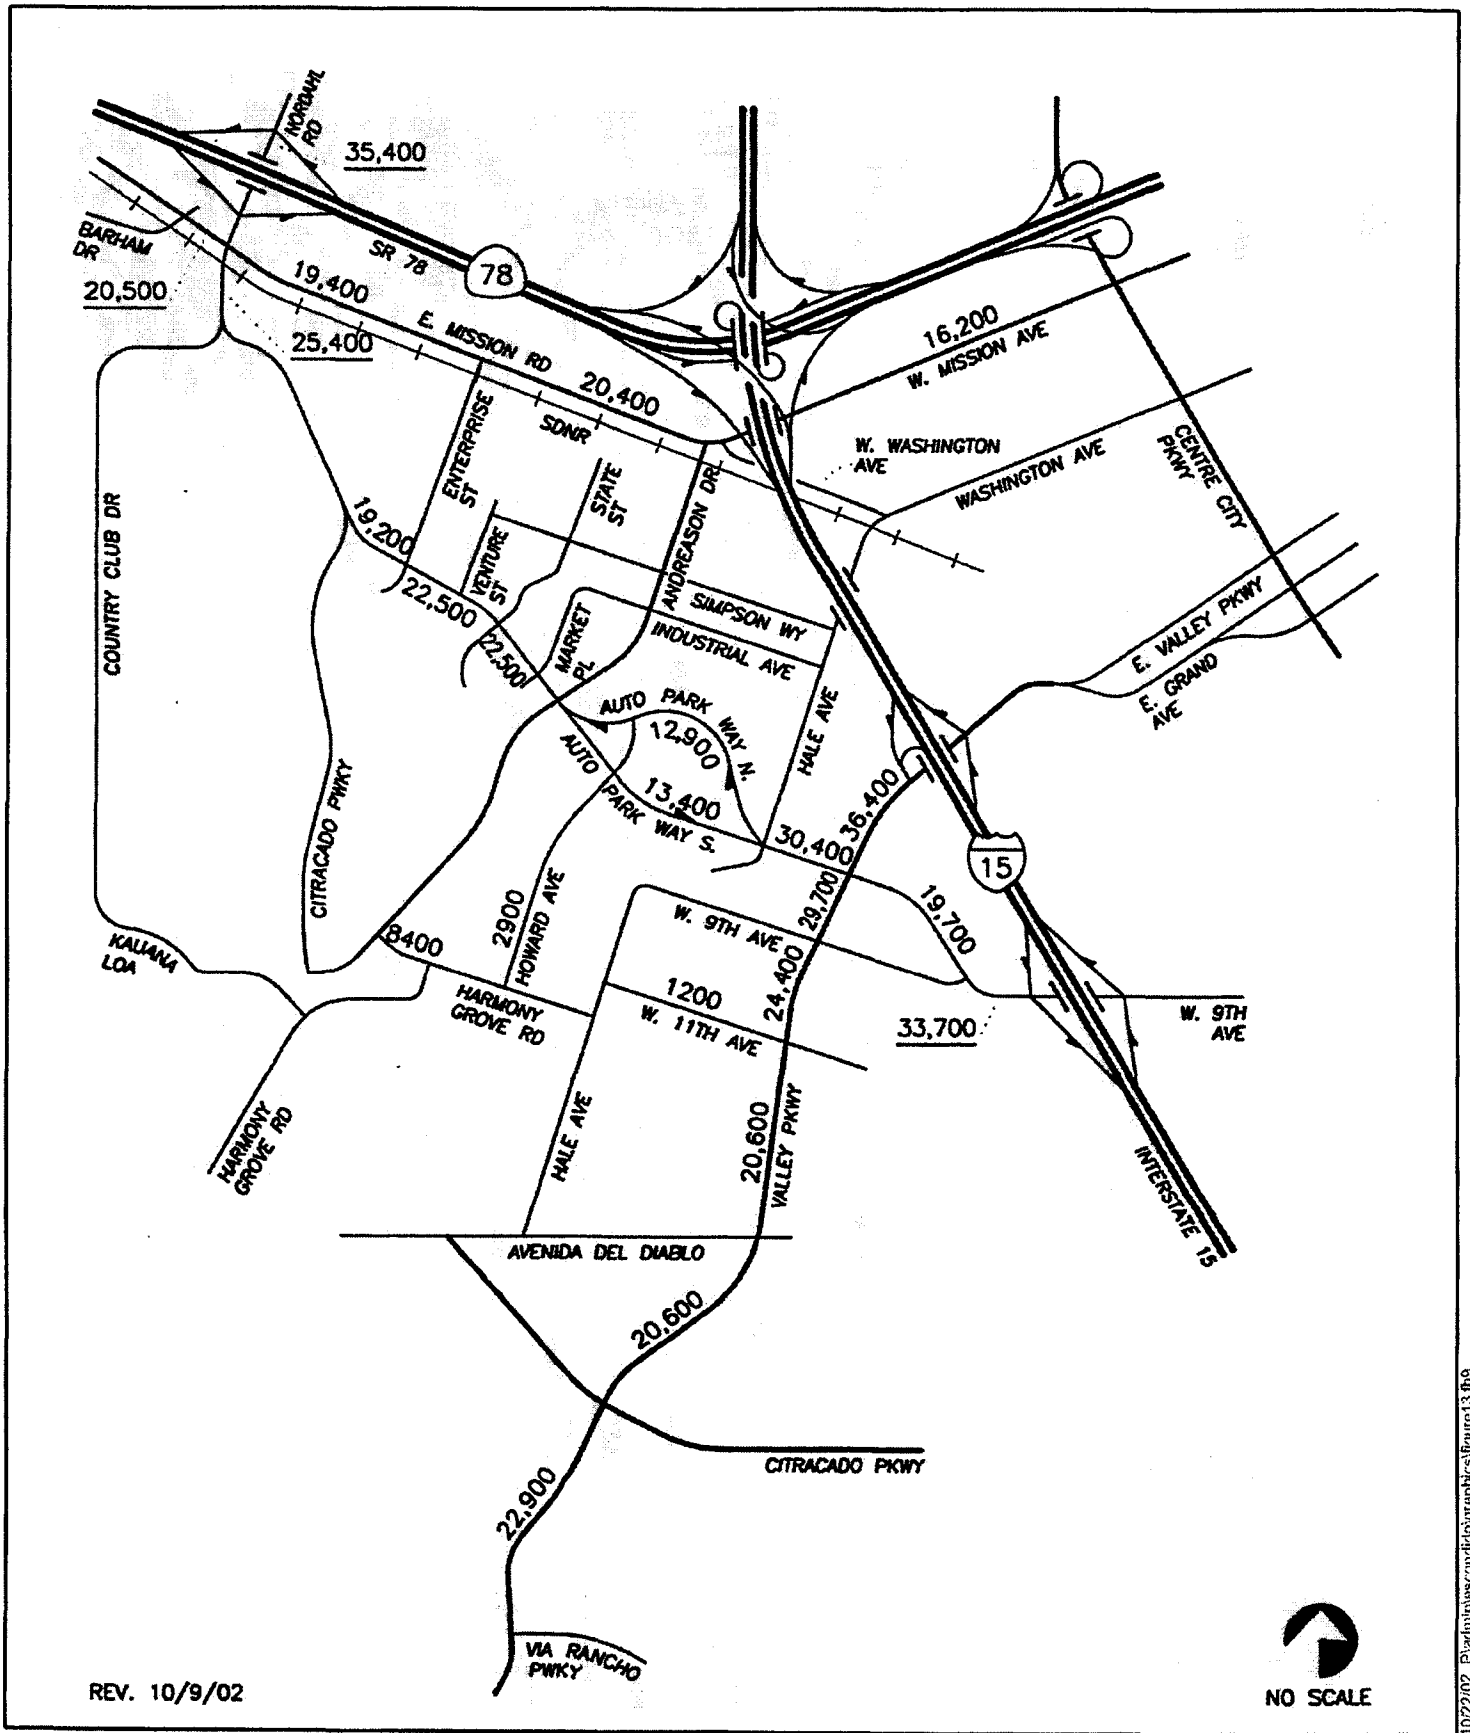 NORDAHL
RD
35,400
BARHAM
DR
20,500
SR 78
78
19,400
25,400
E. MISSION RD
20,400
SDNR
16,200
W. MISSION AVE
W. WASHINGTON
AVE
WASHINGTON AVE
CENTRE CITY
PKWY
ENTERPRISE
ST
STATE
ST
VENTURE
ST
ANDREASON DR
COUNTRY CLUB DR
19,200
22,500
22,500
MARKET
PL
SIMPSON WY
INDUSTRIAL AVE
E. VALLEY PKWY
E. GRAND
AVE
AUTO PARK WAY N.
12,900
HALE AVE
AUTO PARK WAY S.
13,400
30,400
36,400
15
CITRACADO PWKY
29,700
19,700
2900
HOWARD AVE
W. 9TH AVE
8400
KAUANA
LOA
24,400
1200
W. 11TH AVE
HARMONY
GROVE RD
33,700
W. 9TH
AVE
HARMONY
GROVE RD
HALE AVE
20,600
VALLEY PKWY
INTERSTATE 15
AVENIDA DEL DIABLO
20,600
CITRACADO PKWY
22,900
VIA RANCHO
PWKY
REV. 10/9/02
NO SCALE